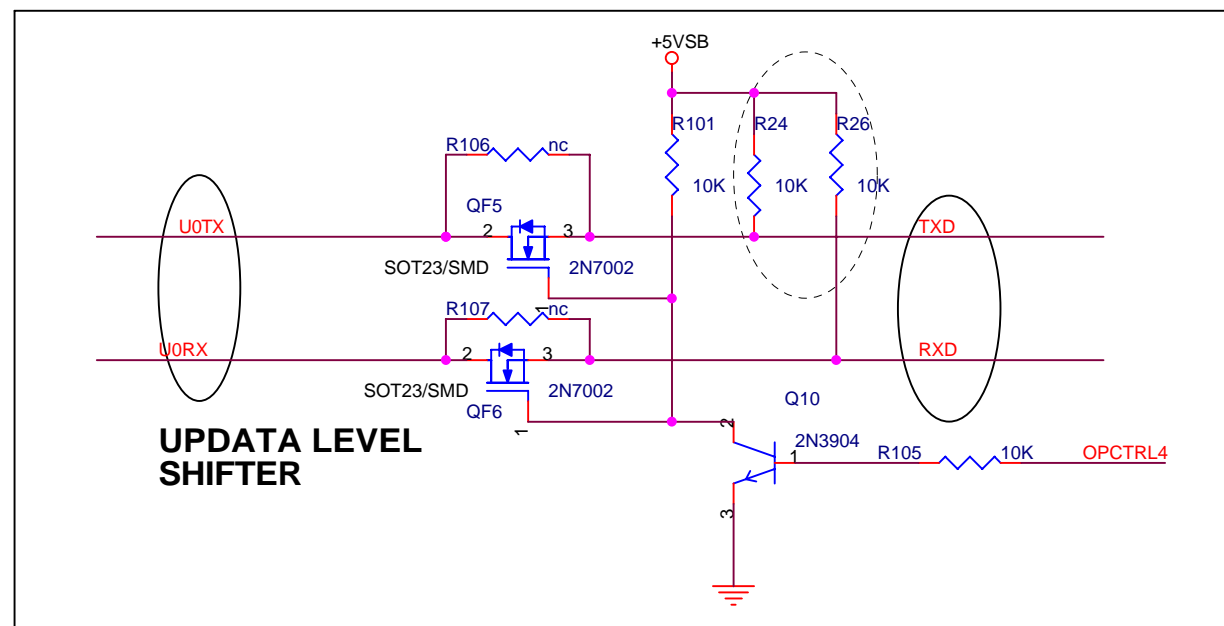 +5VSB
R101 R24 R26
R106 nc
10K 10K 10K
QF5
U0TX 2 3 TXD
SOT23/SMD 2N7002
1
R107 nc
U0RX 2 3 RXD
SOT23/SMD 2N7002
QF6
1
Q10
2
UPDATA LEVEL
SHIFTER
2N3904
1 R105 10K OPCTRL4
3